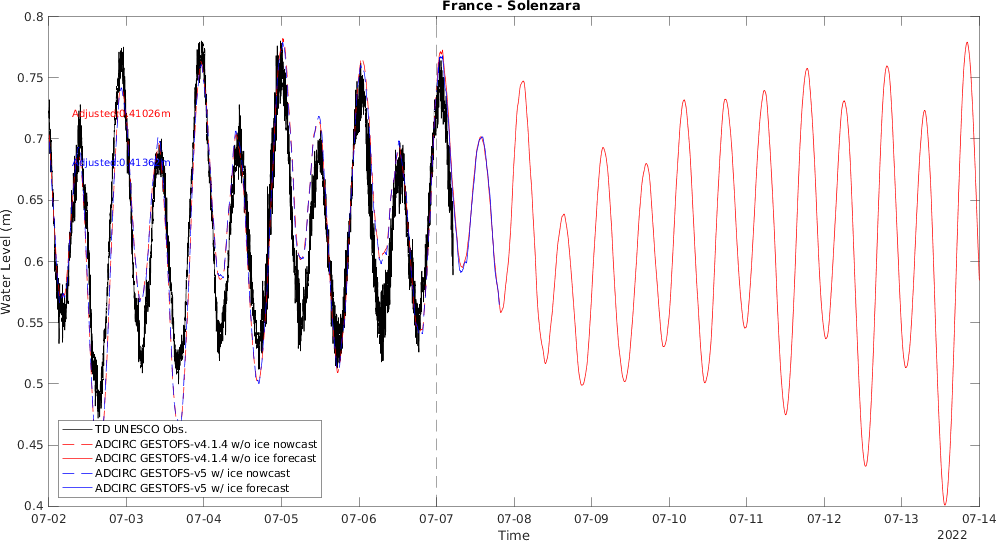 France - Solenzara
Water Level (m)
0.8
0.75
0.7
0.65
0.6
0.55
0.5
0.45
0.4
Adjusted:0.41026m
TD UNESCO Obs.
ADCIRC GESTOFS-v4.1.4 w/o ice nowcast
ADCIRC GESTOFS-v4.1.4 w/o ice forecast
ADCIRC GESTOFS-v5 w/ ice nowcast
ADCIRC GESTOFS-v5 w/ ice forecast
07-02 07-03 07-04 07-05 07-06 07-07 07-08 07-09 07-10 07-11 07-12 07-13 07-14
Time
2022